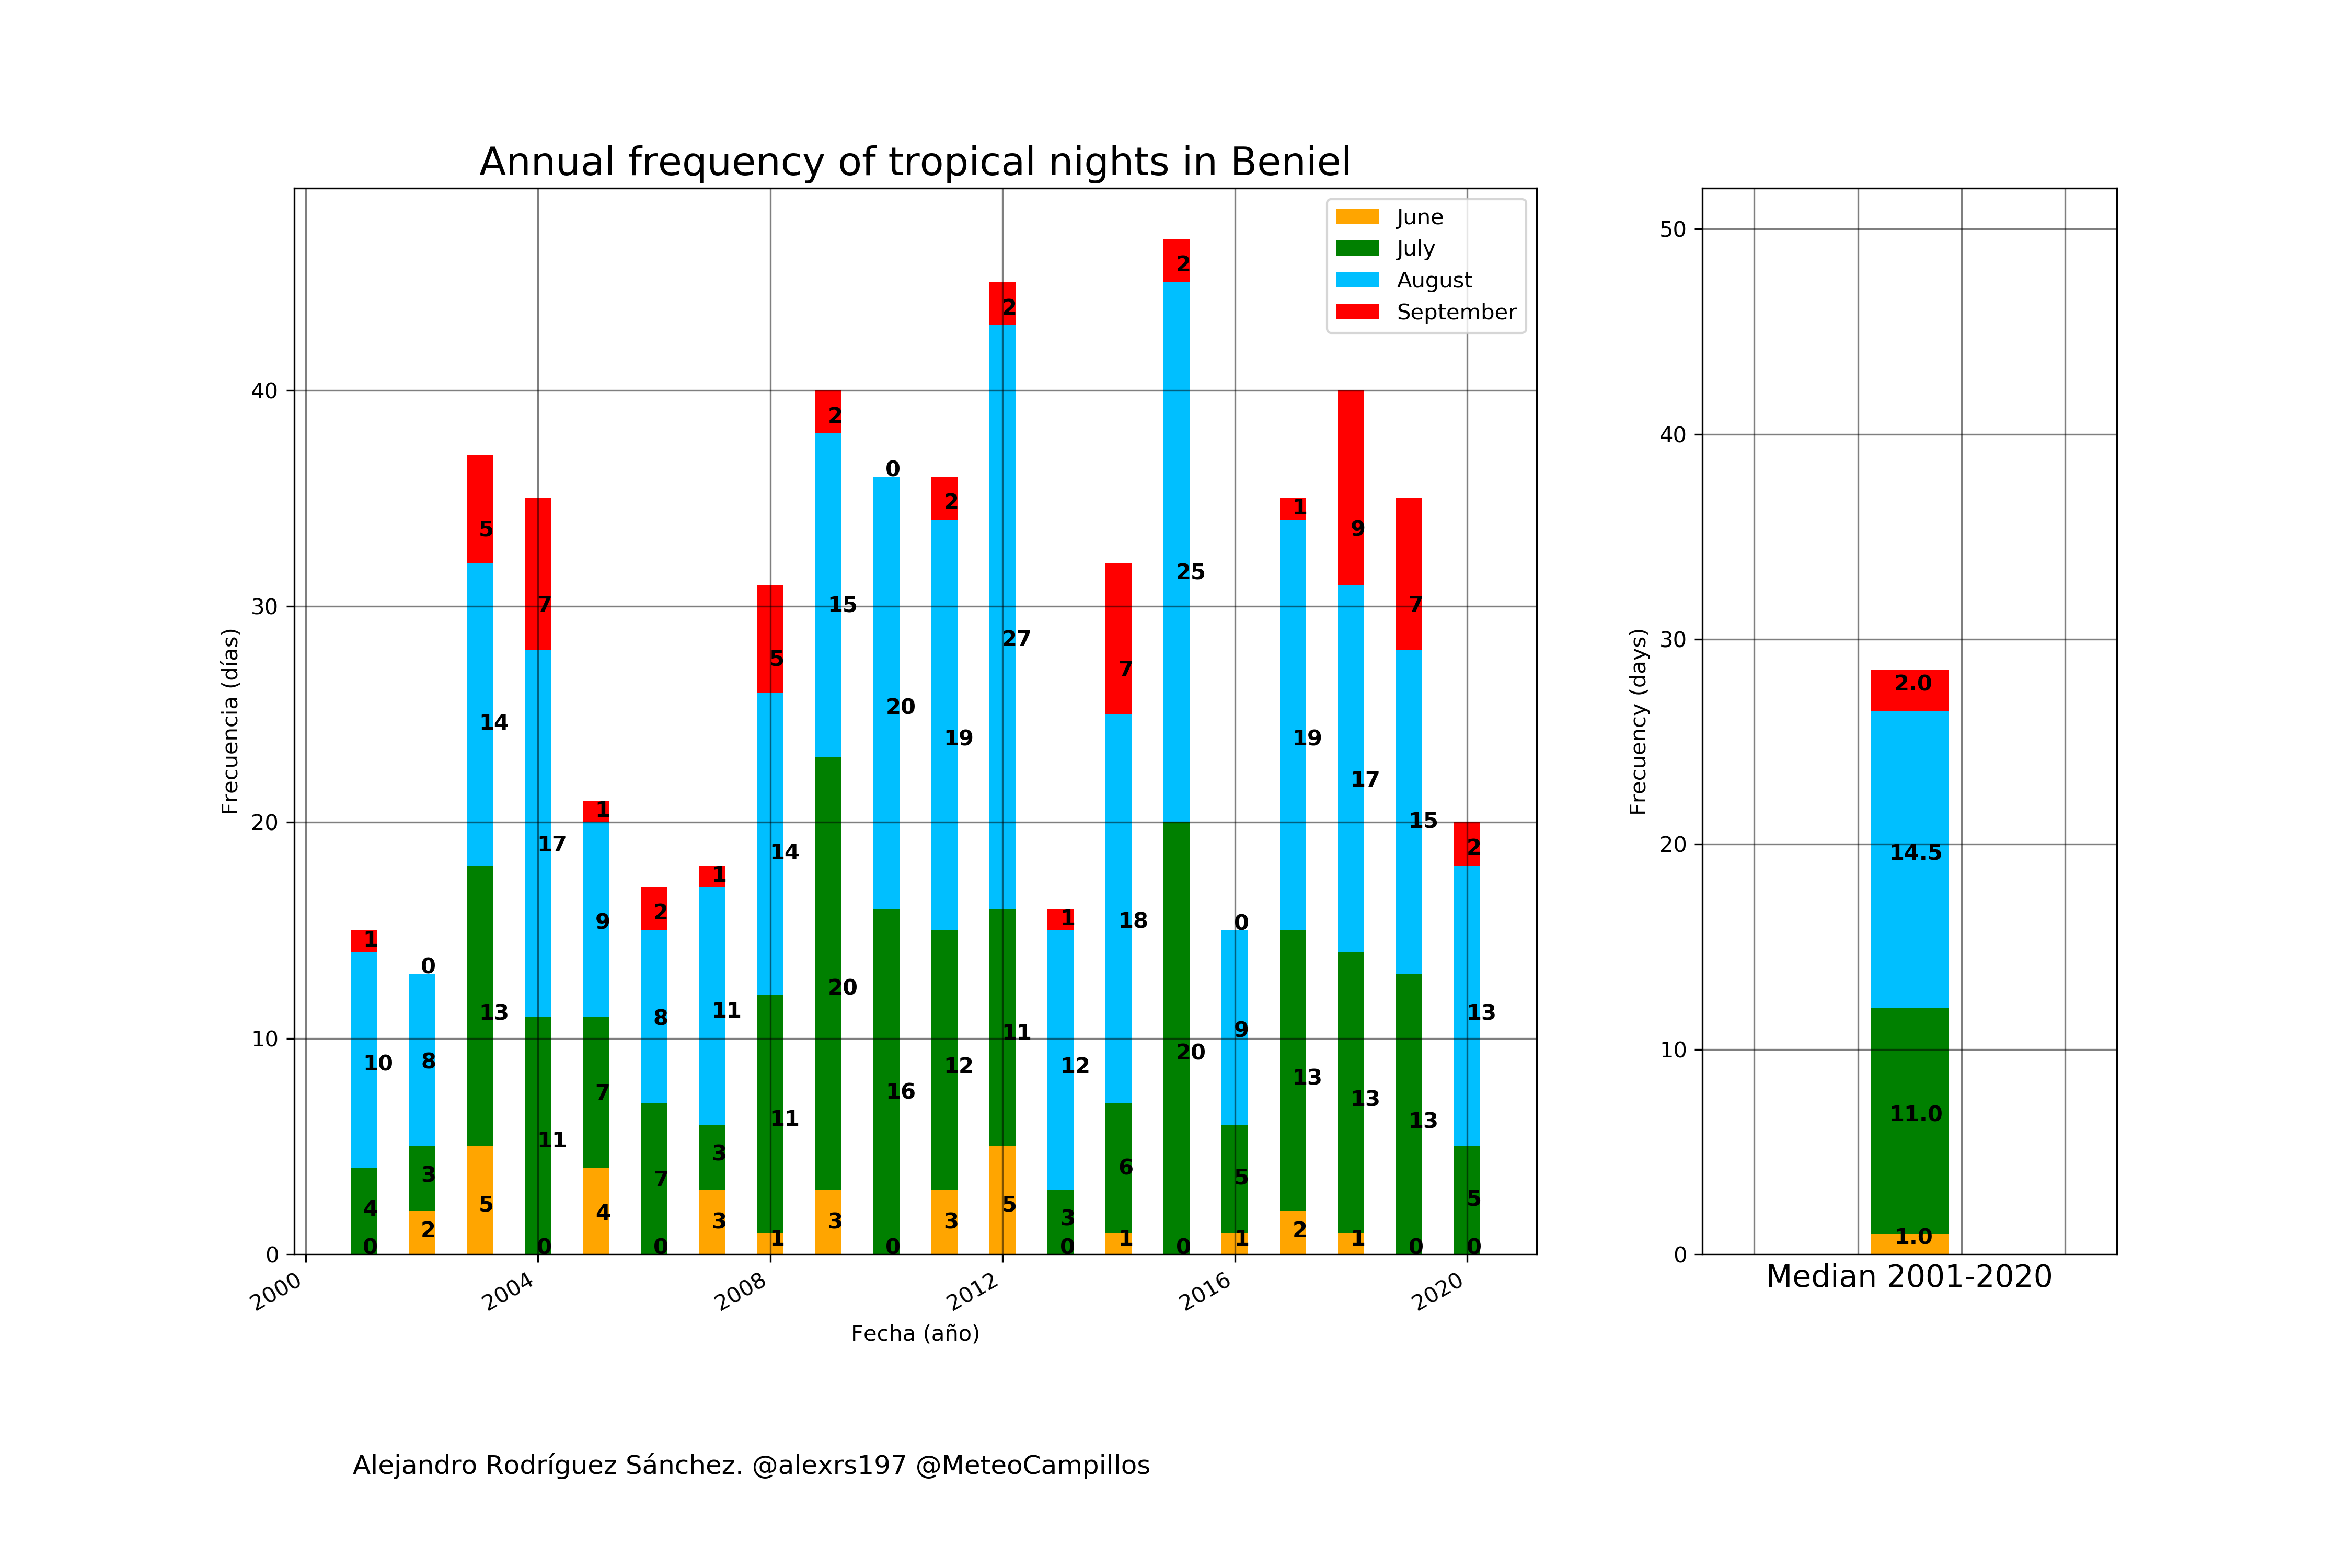 Annual frequency of tropical nights in Beniel
June
July
August
September
Frecuencia (días)
40
30
20
10
0
0 4 10 1
2 3 8 0
5 13 14 5
0 11 17 7
4 7 9 1
0 7 8 2
3 3 11 1
1 11 14 5
3 20 15 2
0 16 20 0
3 12 19 2
5 11 27 2
0 3 12 1
1 6 18 7
0 20 25 2
1 5 9 0
2 13 19 1
1 13 17 9
0 13 15 7
0 5 13 2
2000 2004 2008 2012 2016 2020
Fecha (año)
Frecuency (days)
50
40
30
20
10
0
2.0
14.5
11.0
1.0
Median 2001-2020
Alejandro Rodríguez Sánchez. @alexrs197 @MeteoCampillos